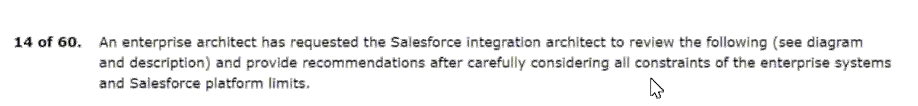 14 of 60. An enterprise architect has requested the Salesforce integration architect to review the following (see diagram
and description) and provide recommendations after carefully considering all constraints of the enterprise systems
and Salesforce platform limits.